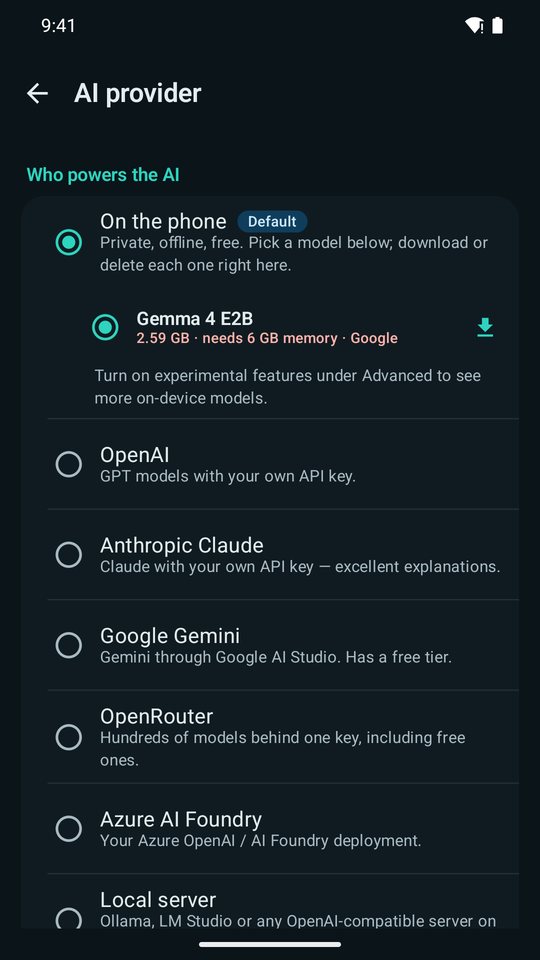 9:41
AI provider
Who powers the AI
On the phone Default
Private, offline, free. Pick a model below; download or
delete each one right here.
Gemma 4 E2B
2.59 GB · needs 6 GB memory · Google
Turn on experimental features under Advanced to see
more on-device models.
OpenAI
GPT models with your own API key.
Anthropic Claude
Claude with your own API key — excellent explanations.
Google Gemini
Gemini through Google AI Studio. Has a free tier.
OpenRouter
Hundreds of models behind one key, including free
ones.
Azure AI Foundry
Your Azure OpenAI / AI Foundry deployment.
Local server
Ollama, LM Studio or any OpenAI-compatible server on